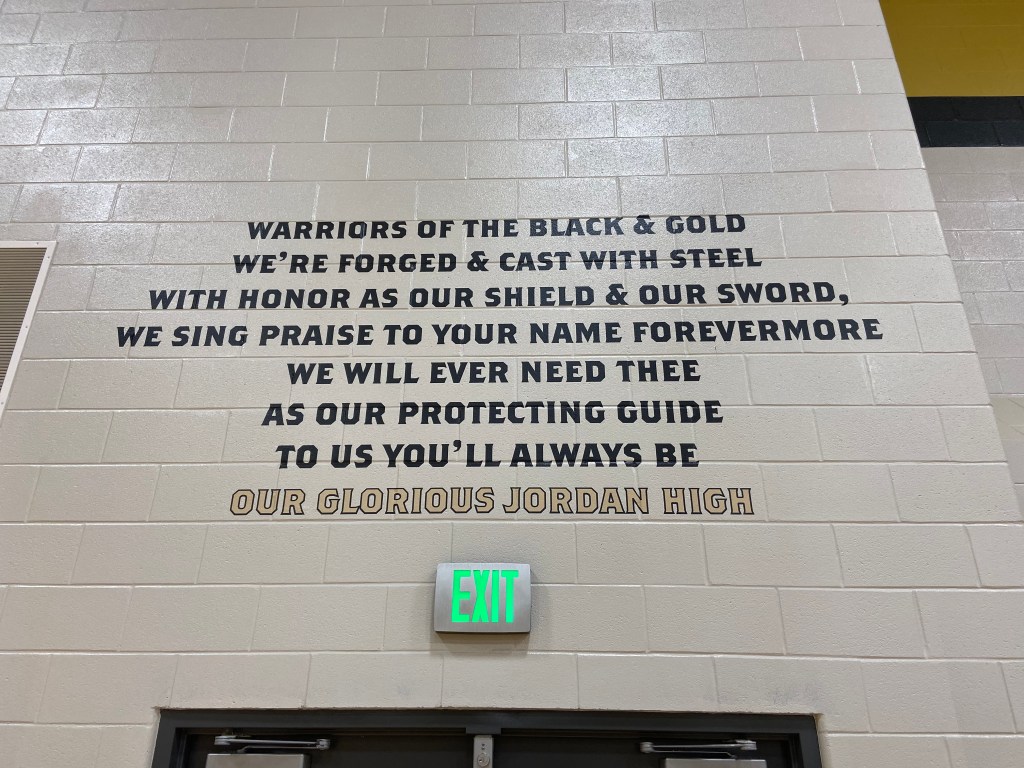 WARRIORS OF THE BLACK & GOLD
WE'RE FORGED & CAST WITH STEEL
WITH HONOR AS OUR SHIELD & OUR SWORD,
WE SING PRAISE TO YOUR NAME FOREVERMORE
WE WILL EVER NEED THEE
AS OUR PROTECTING GUIDE
TO US YOU'LL ALWAYS BE
OUR GLORIOUS JORDAN HIGH
EXIT